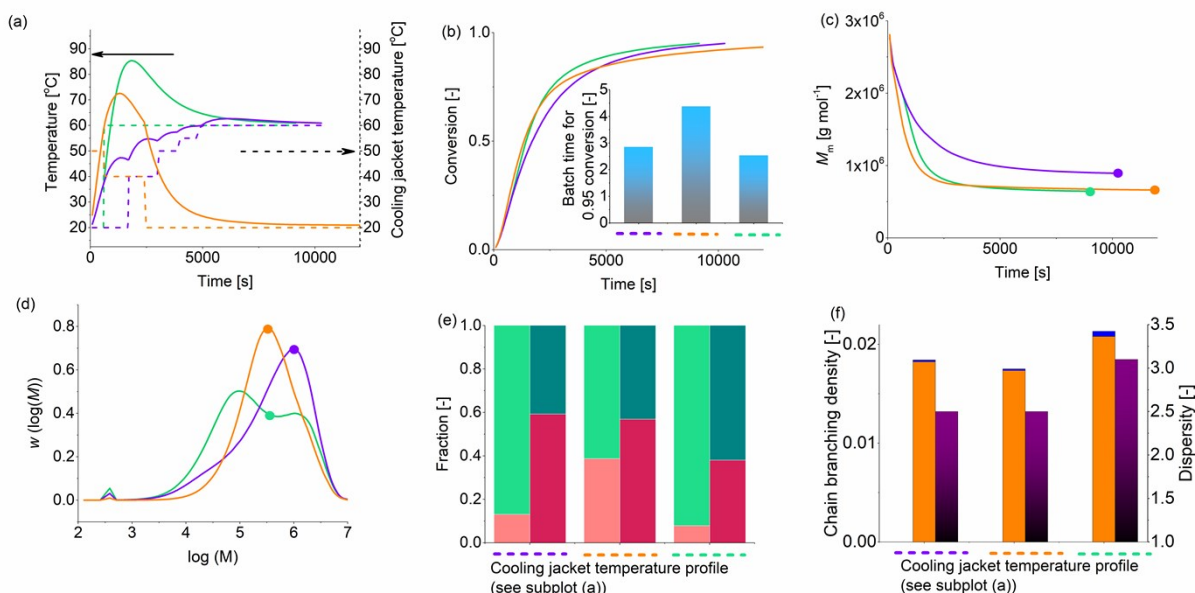 (a)
Temperature [°C]
90
80
70
60
50
40
30
20
90
80
70
60
50
40
30
20
Cooling jacket temperature [°C]
0
5000
10000
Time [s]
(b)
Conversion [-]
1.0
0.5
0.0
Batch time for
0.95 conversion [-]
5
4
3
2
1
0
0
5000
10000
Time [s]
(c)
Mm [g mol-1]
3x10⁶
2x10⁶
1x10⁶
0
0
5000
10000
Time [s]
(d)
w (log(M))
0.8
0.6
0.4
0.2
0.0
2
3
4
5
6
7
log (M)
(e)
Fraction [-]
1.0
0.8
0.6
0.4
0.2
0.0
Cooling jacket temperature profile
(see subplot (a))
(f)
Chain branching density [-]
0.02
0.01
0.00
3.5
3.0
2.5
2.0
1.5
1.0
Dispersity [-]
Cooling jacket temperature profile
(see subplot (a))